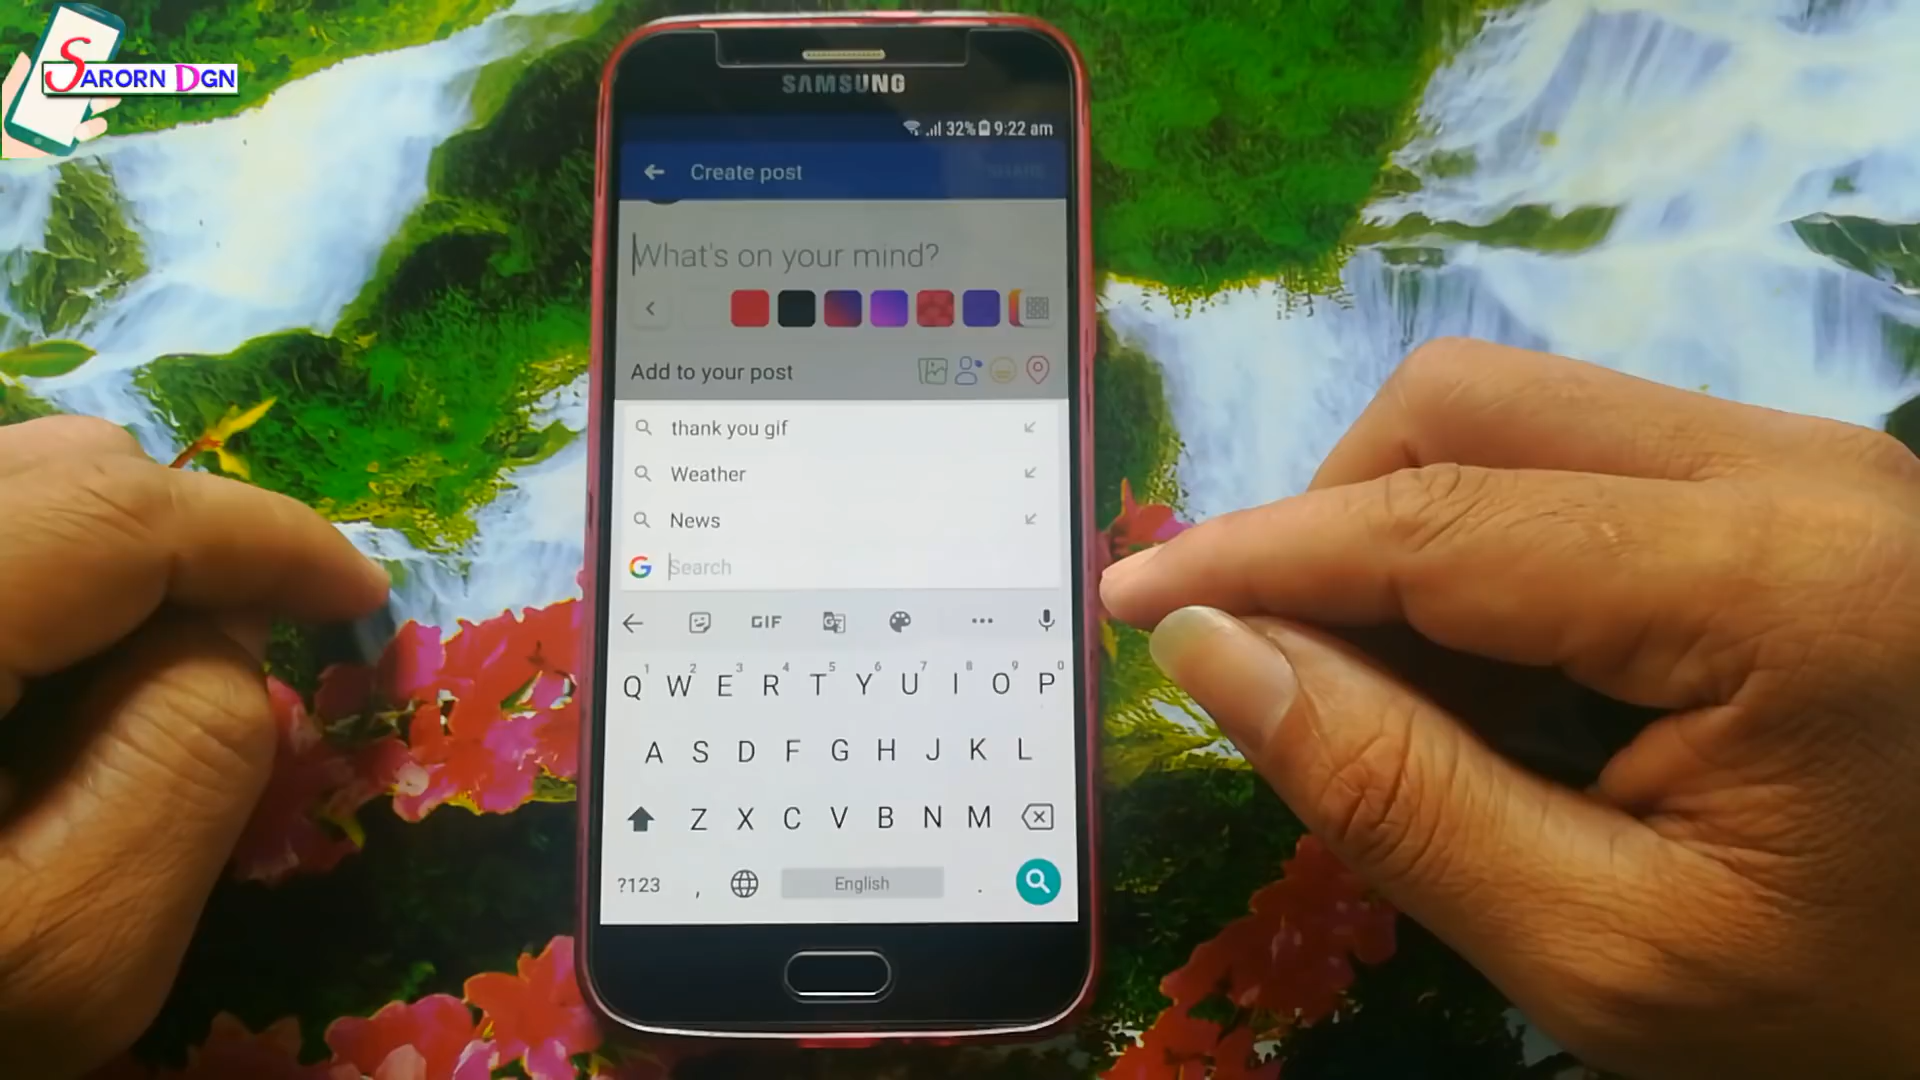 SARORN DGN
SAMSUNG
32% 9:22 am
Create post
SHARE
What's on your mind?
Add to your post
thank you gif
Weather
News
G Search
GIF
1 2 3 4 5 6 7 8 9 0
Q W E R T Y U I O P
A S D F G H J K L
Z X C V B N M
?123 , English .